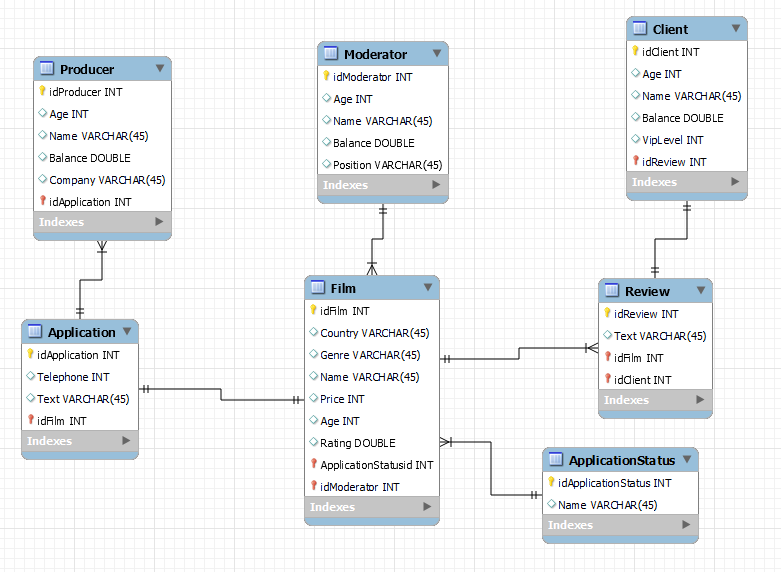 Producer
idProducer INT
Age INT
Name VARCHAR(45)
Balance DOUBLE
Company VARCHAR(45)
idApplication INT
Indexes
Moderator
idModerator INT
Age INT
Name VARCHAR(45)
Balance DOUBLE
Position VARCHAR(45)
Indexes
Client
idClient INT
Age INT
Name VARCHAR(45)
Balance DOUBLE
VipLevel INT
idReview INT
Indexes
Application
idApplication INT
Telephone INT
Text VARCHAR(45)
idFilm INT
Indexes
Film
idFilm INT
Country VARCHAR(45)
Genre VARCHAR(45)
Name VARCHAR(45)
Price INT
Age INT
Rating DOUBLE
ApplicationStatusid INT
idModerator INT
Indexes
Review
idReview INT
Text VARCHAR(45)
idFilm INT
idClient INT
Indexes
ApplicationStatus
idApplicationStatus INT
Name VARCHAR(45)
Indexes